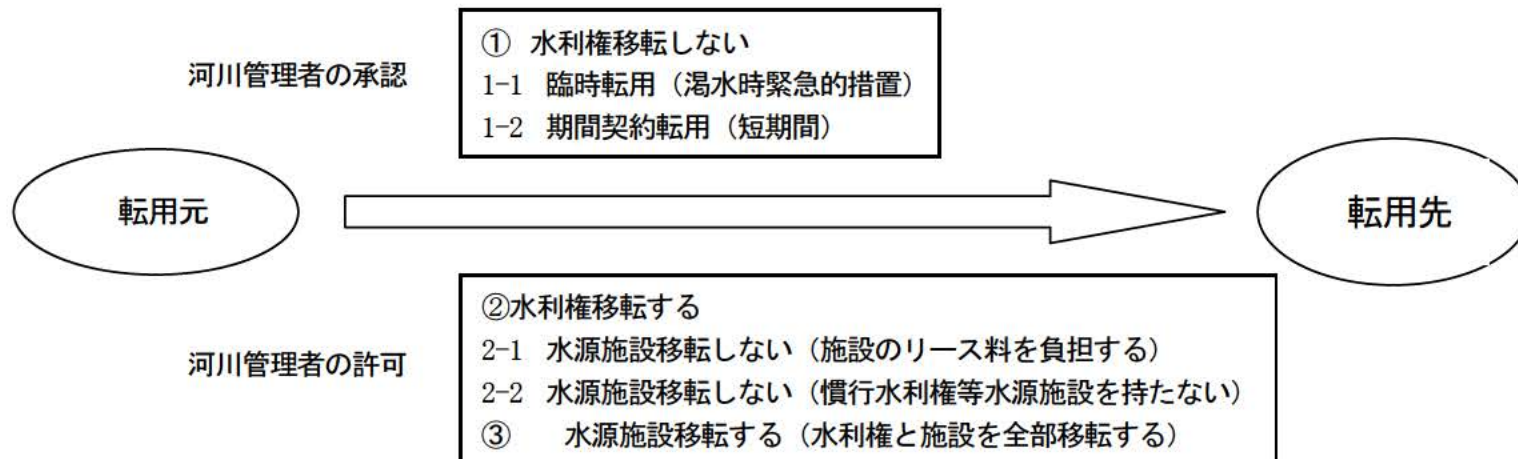 河川管理者の承認
① 水利権移転しない
1-1 臨時転用（渇水時緊急的措置）
1-2 期間契約転用（短期間）
転用元
転用先
河川管理者の許可
②水利権移転する
2-1 水源施設移転しない（施設のリース料を負担する）
2-2 水源施設移転しない（慣行水利権等水源施設を持たない）
③ 水源施設移転する（水利権と施設を全部移転する）